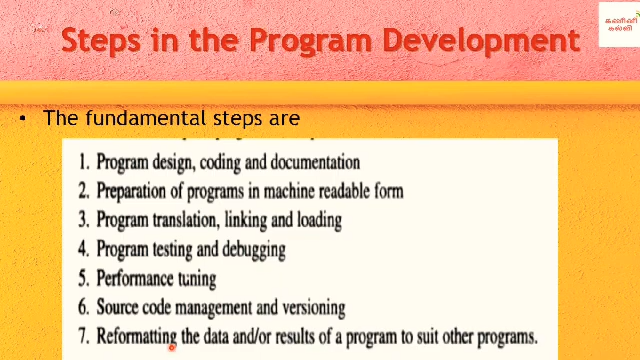 Steps in the Program Development
கணினி
கல்வி
• The fundamental steps are
1. Program design, coding and documentation
2. Preparation of programs in machine readable form
3. Program translation, linking and loading
4. Program testing and debugging
5. Performance tuning
6. Source code management and versioning
7. Reformatting the data and/or results of a program to suit other programs.